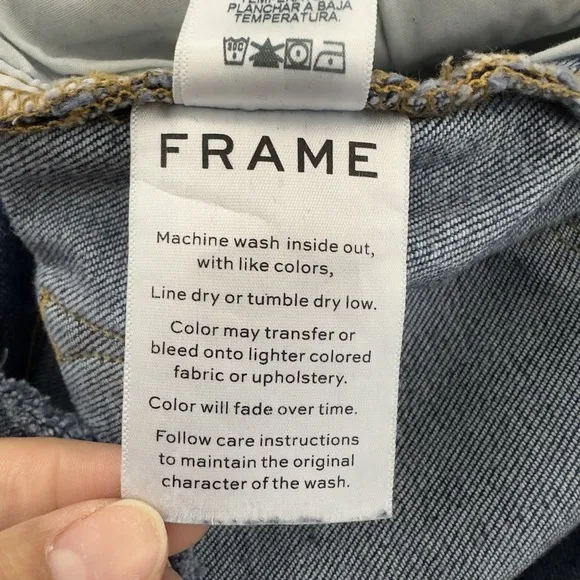 PLANCHAR A BAJA
TEMPERATURA.
FRAME
Machine wash inside out,
with like colors,
Line dry or tumble dry low.
Color may transfer or
bleed onto lighter colored
fabric or upholstery.
Color will fade over time.
Follow care instructions
to maintain the original
character of the wash.